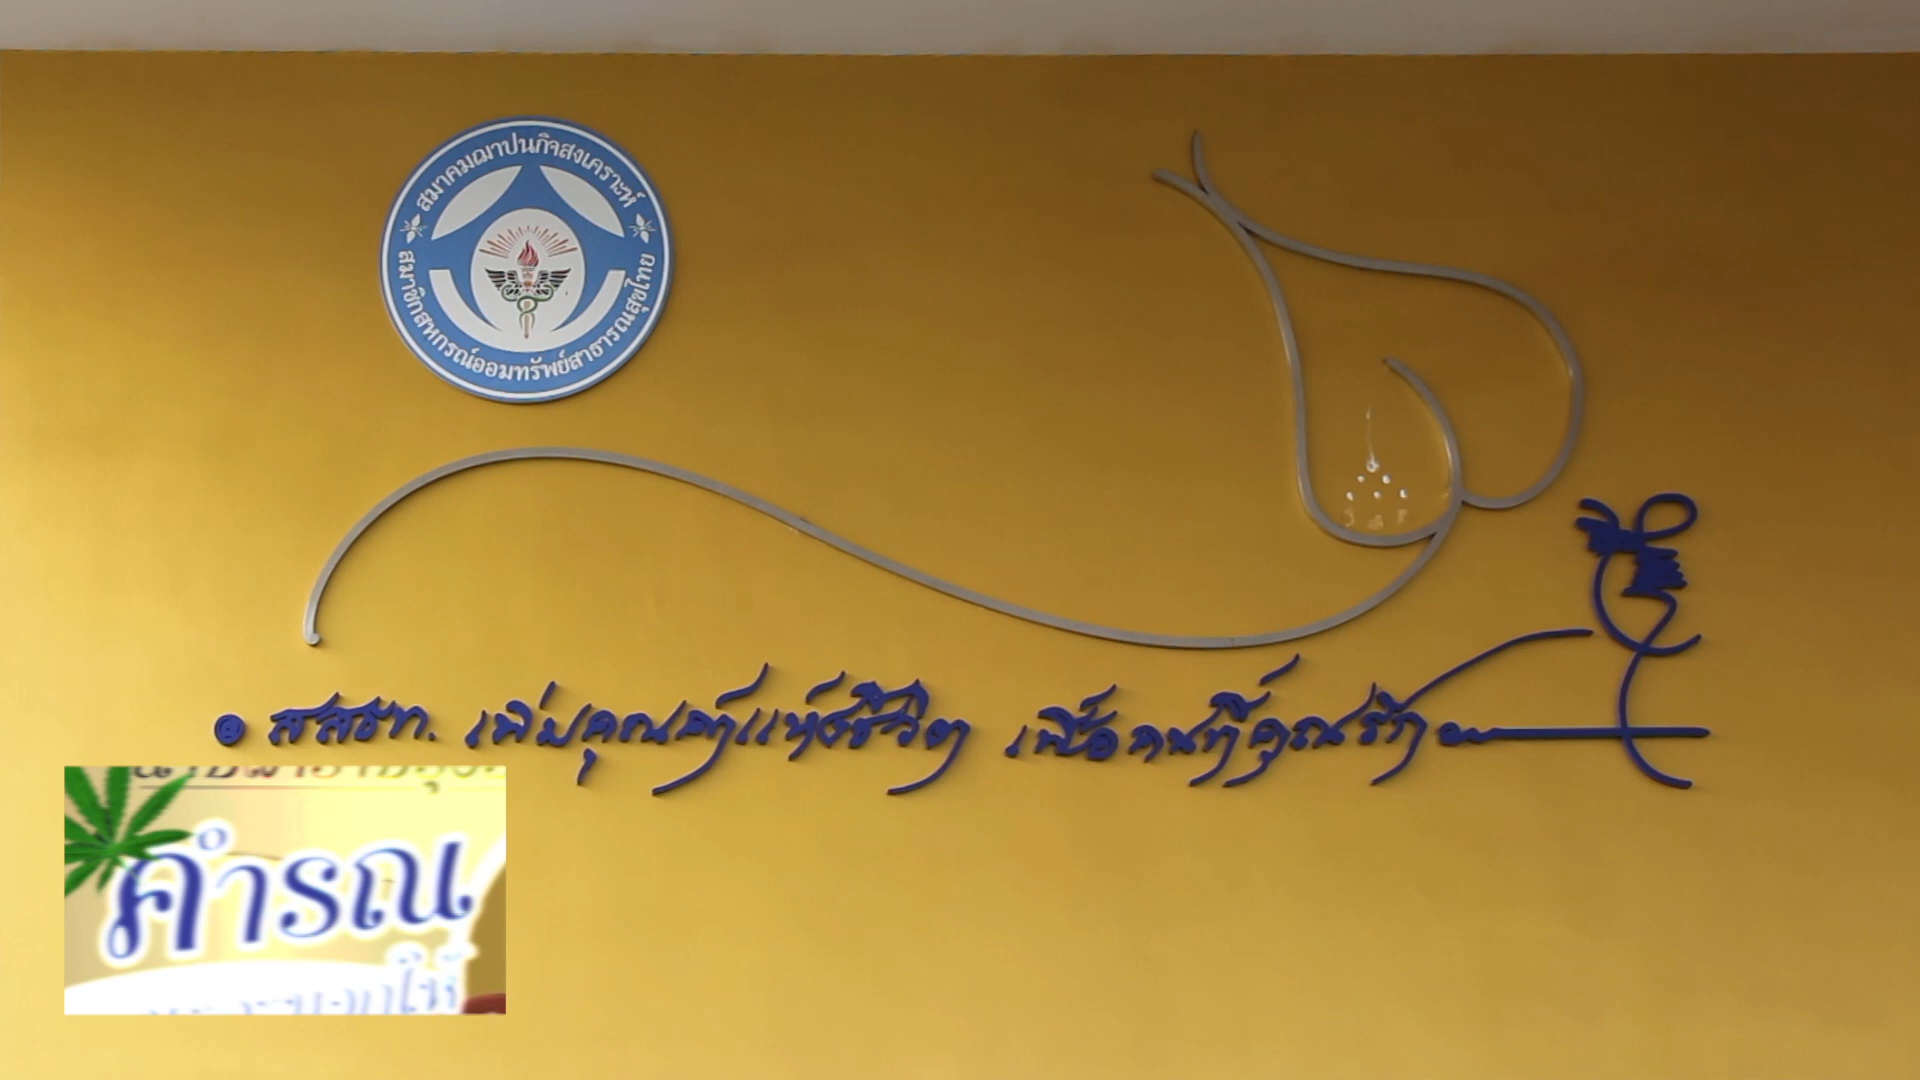 สมาคมฌาปนกิจสงเคราะห์
สมาชิกสหกรณ์ออมทรัพย์สาธารณสุขไทย
๏ สสธท. เพิ่มคุณค่าแห่งชีวิต เพื่อคนที่คุณรัก
คำรณ